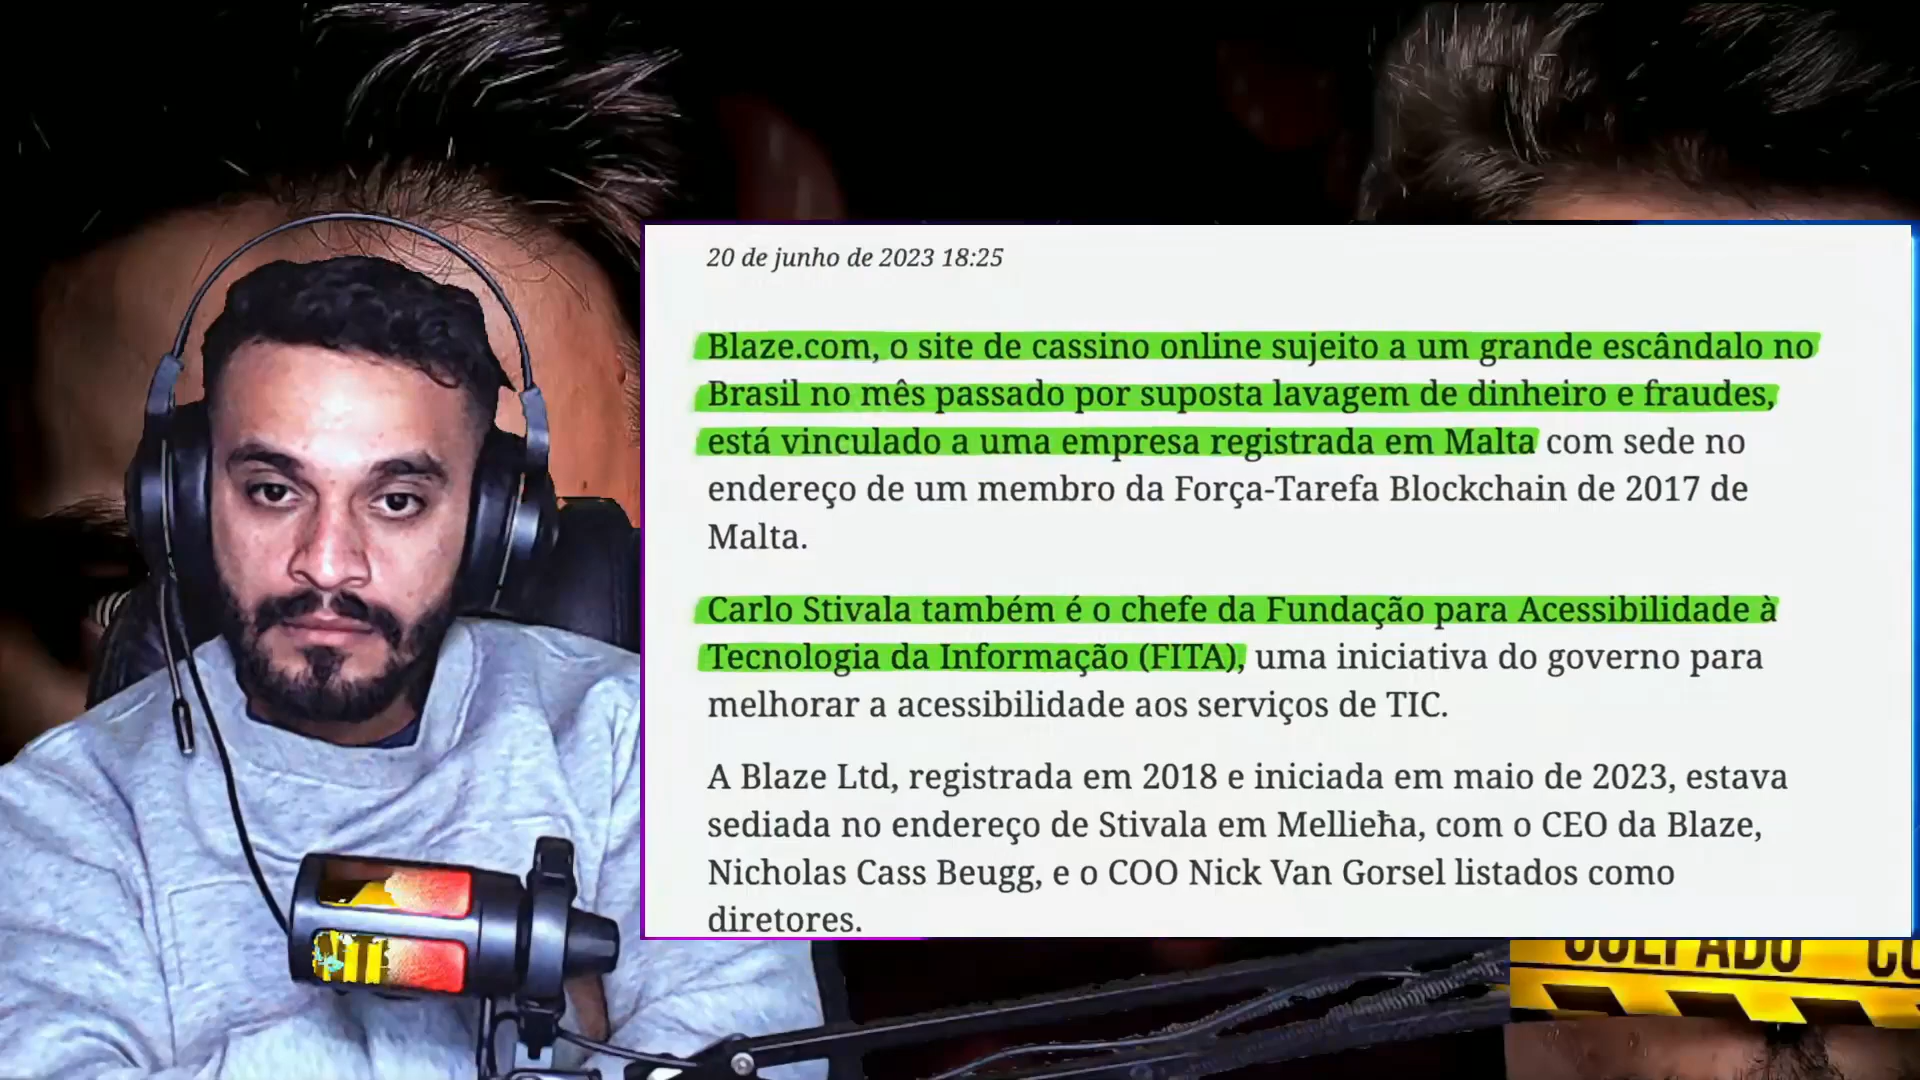 20 de junho de 2023 18:25
Blaze.com, o site de cassino online sujeito a um grande escândalo no
Brasil no mês passado por suposta lavagem de dinheiro e fraudes,
está vinculado a uma empresa registrada em Malta com sede no
endereço de um membro da Força-Tarefa Blockchain de 2017 de
Malta.
Carlo Stivala também é o chefe da Fundação para Acessibilidade à
Tecnologia da Informação (FITA), uma iniciativa do governo para
melhorar a acessibilidade aos serviços de TIC.
A Blaze Ltd, registrada em 2018 e iniciada em maio de 2023, estava
sediada no endereço de Stivala em Mellieħa, com o CEO da Blaze,
Nicholas Cass Beugg, e o COO Nick Van Gorsel listados como
diretores.